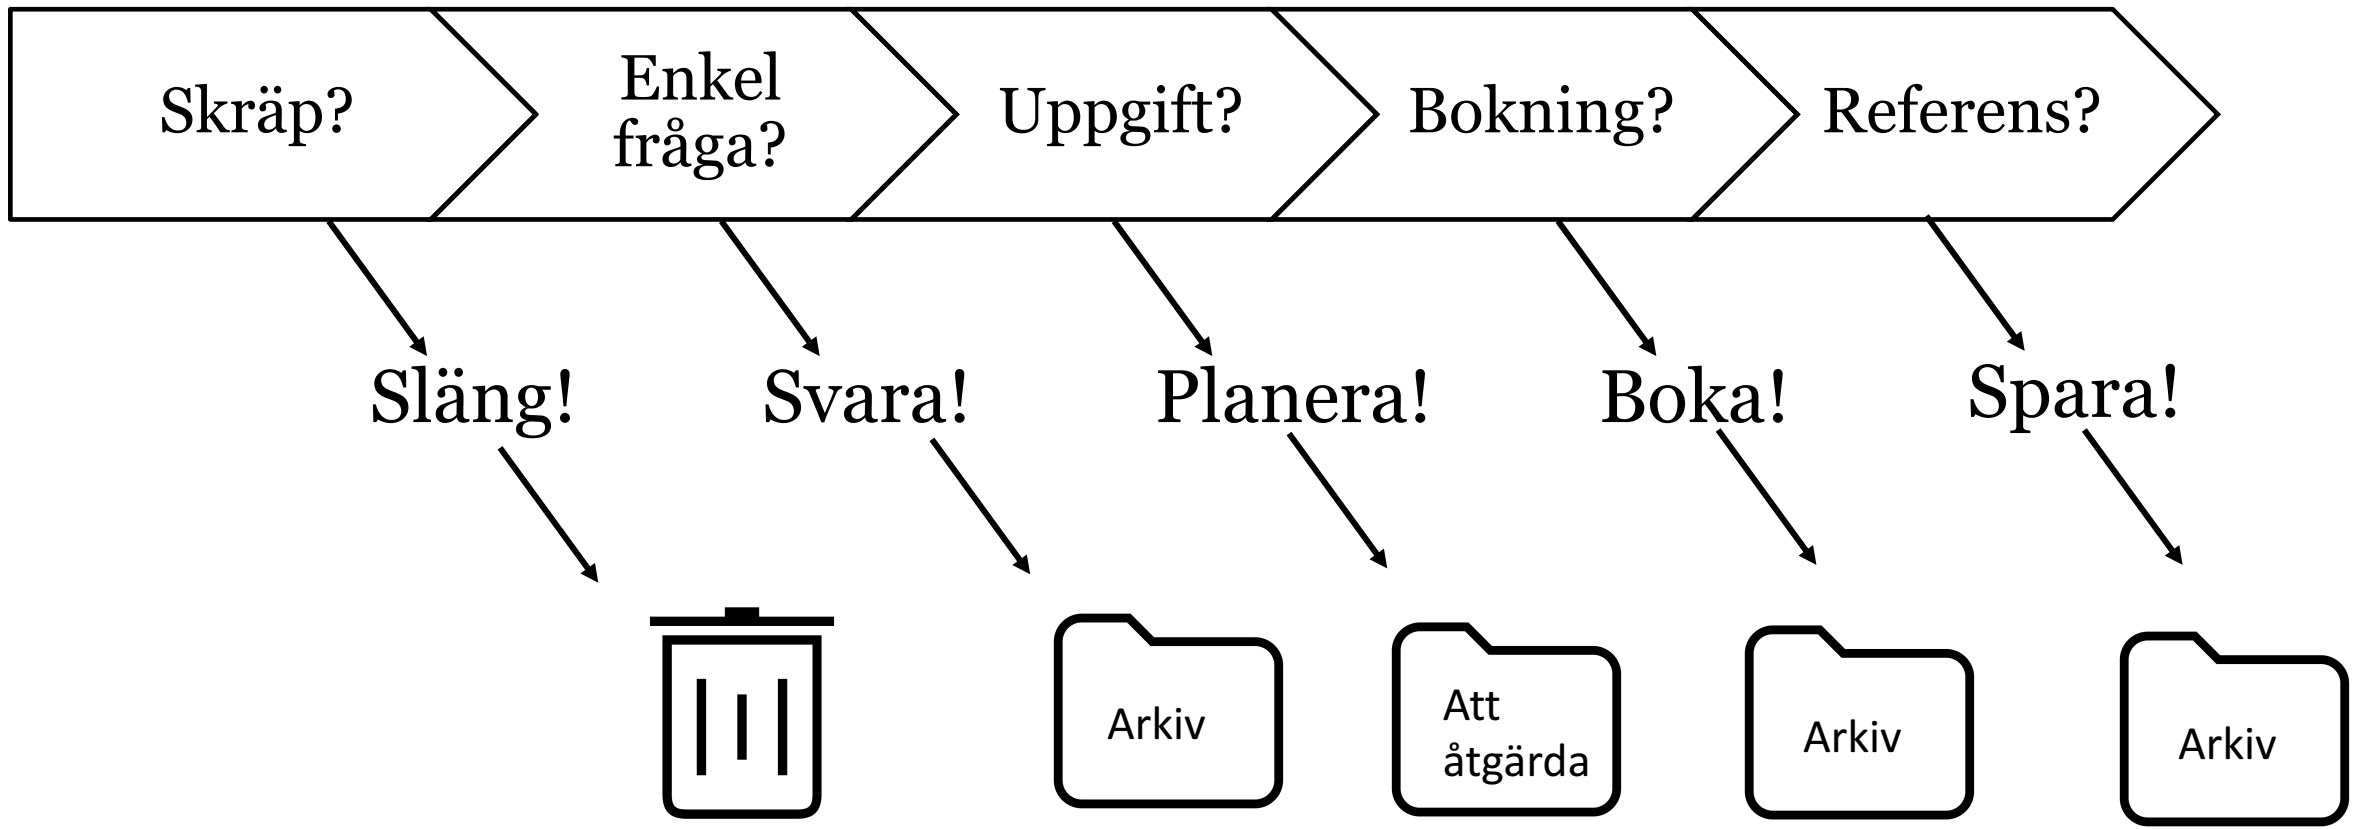 Skräp?
Enkel
fråga?
Uppgift?
Bokning?
Referens?
Släng!
Svara!
Planera!
Boka!
Spara!
Arkiv
Att
åtgärda
Arkiv
Arkiv